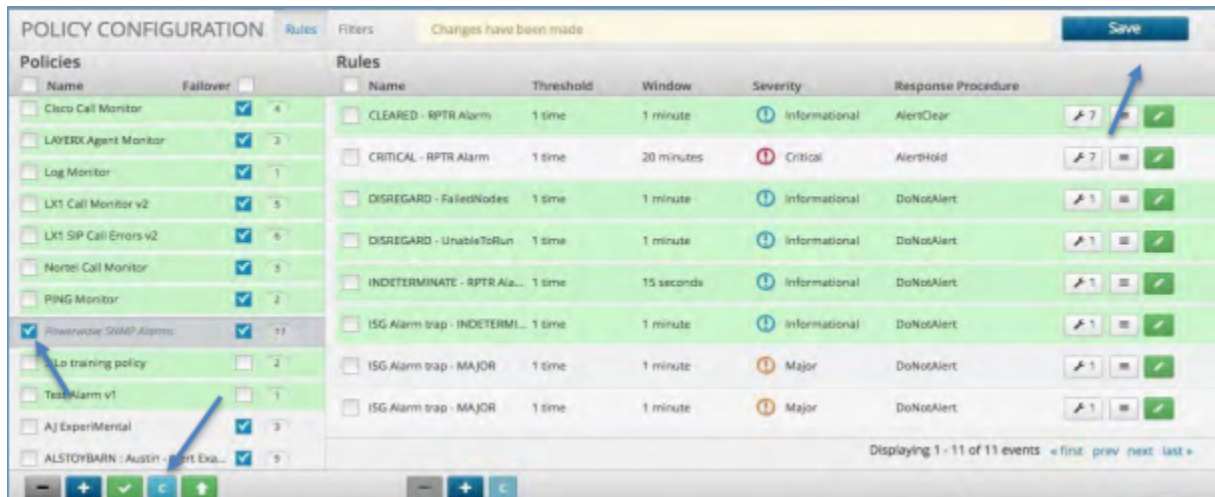 POLICY CONFIGURATION Rules Filters Changes have been made Save
Policies
Name Failover
Cisco Call Monitor 4
LAYERX Agent Monitor 3
Log Monitor 1
LX1 Call Monitor v2 5
LX1 SIP Call Errors v2 6
Nortel Call Monitor 3
PING Monitor 2
Powerwave SNMP Alarms 11
training policy 2
Test Alarm v1 1
AJ ExperiMental 3
ALSTOYBARN : Austin - Exa... 9
C
Rules
Name Threshold Window Severity Response Procedure
CLEARED - RPTR Alarm 1 time 1 minute Informational AlertClear 7
CRITICAL - RPTR Alarm 1 time 20 minutes Critical AlertHold 7
DISREGARD - FailedNodes 1 time 1 minute Informational DoNotAlert 1
DISREGARD - UnableToRun 1 time 1 minute Informational DoNotAlert 1
INDETERMINATE - RPTR Ala... 1 time 15 seconds Informational DoNotAlert 1
ISG Alarm trap - INDETERMI... 1 time 1 minute Informational DoNotAlert 1
ISG Alarm trap - MAJOR 1 time 1 minute Major DoNotAlert 1
ISG Alarm trap - MAJOR 1 time 1 minute Major DoNotAlert 1
Displaying 1 - 11 of 11 events « first prev next last »
C